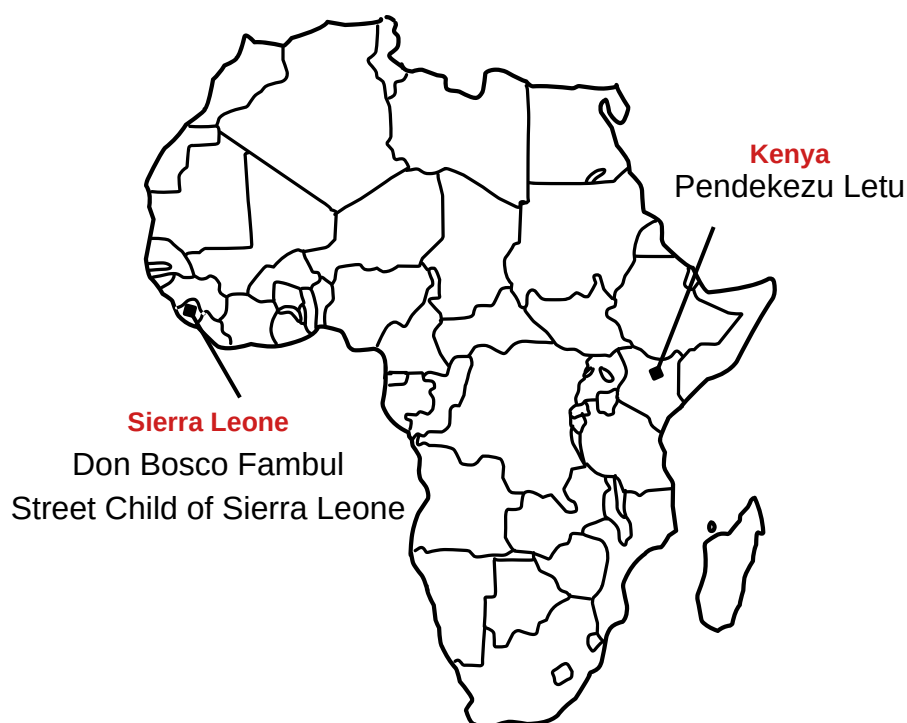 Kenya
Pendekezu Letu
Sierra Leone
Don Bosco Fambul
Street Child of Sierra Leone